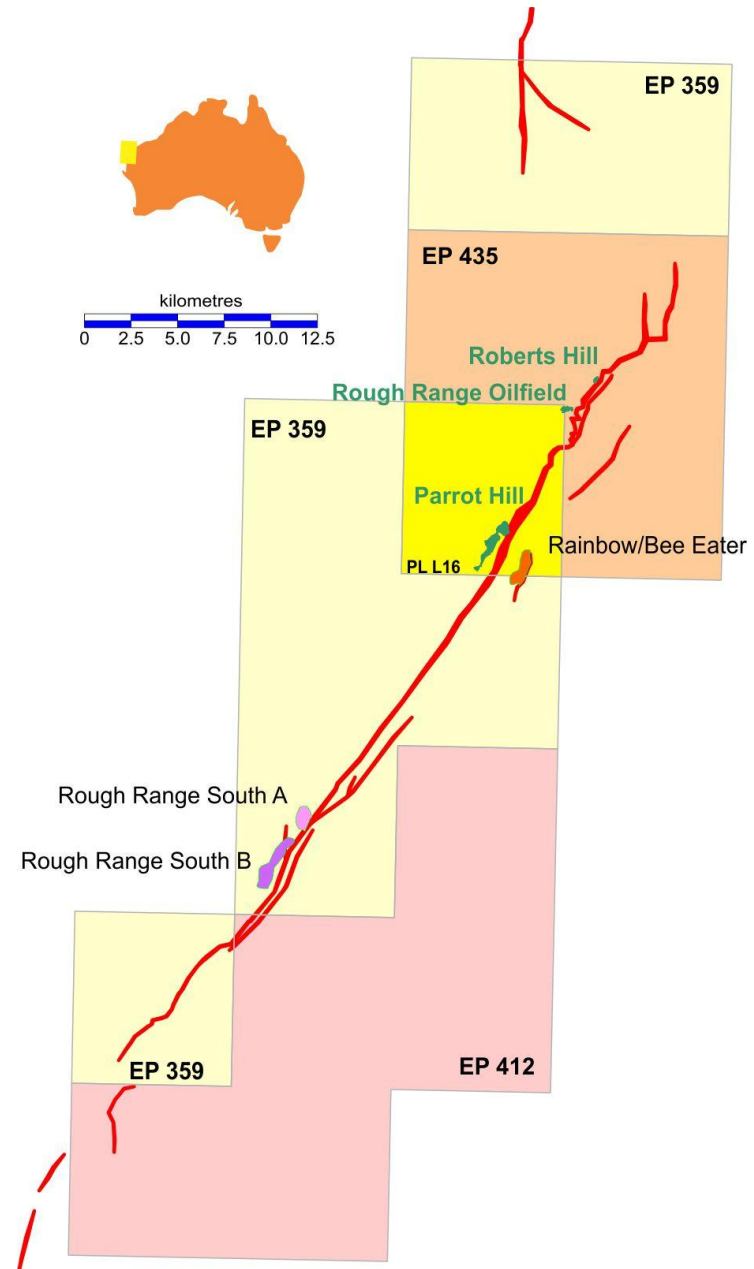 EP 359
EP 435
kilometres
0 2.5 5.0 7.5 10.0 12.5
Roberts Hill
Rough Range Oilfield
EP 359
Parrot Hill
Rainbow/Bee Eater
PL L16
Rough Range South A
Rough Range South B
EP 359
EP 412